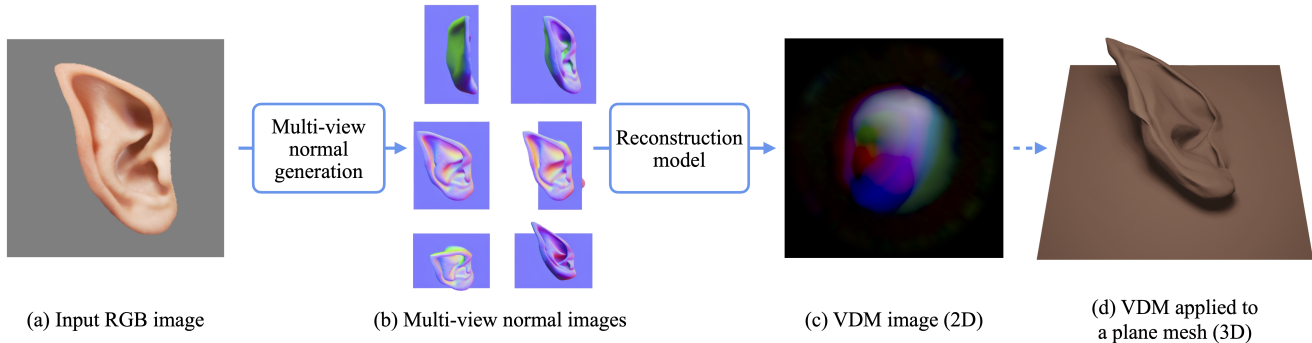 Multi-view
normal
generation
Reconstruction
model
(a) Input RGB image
(b) Multi-view normal images
(c) VDM image (2D)
(d) VDM applied to
a plane mesh (3D)